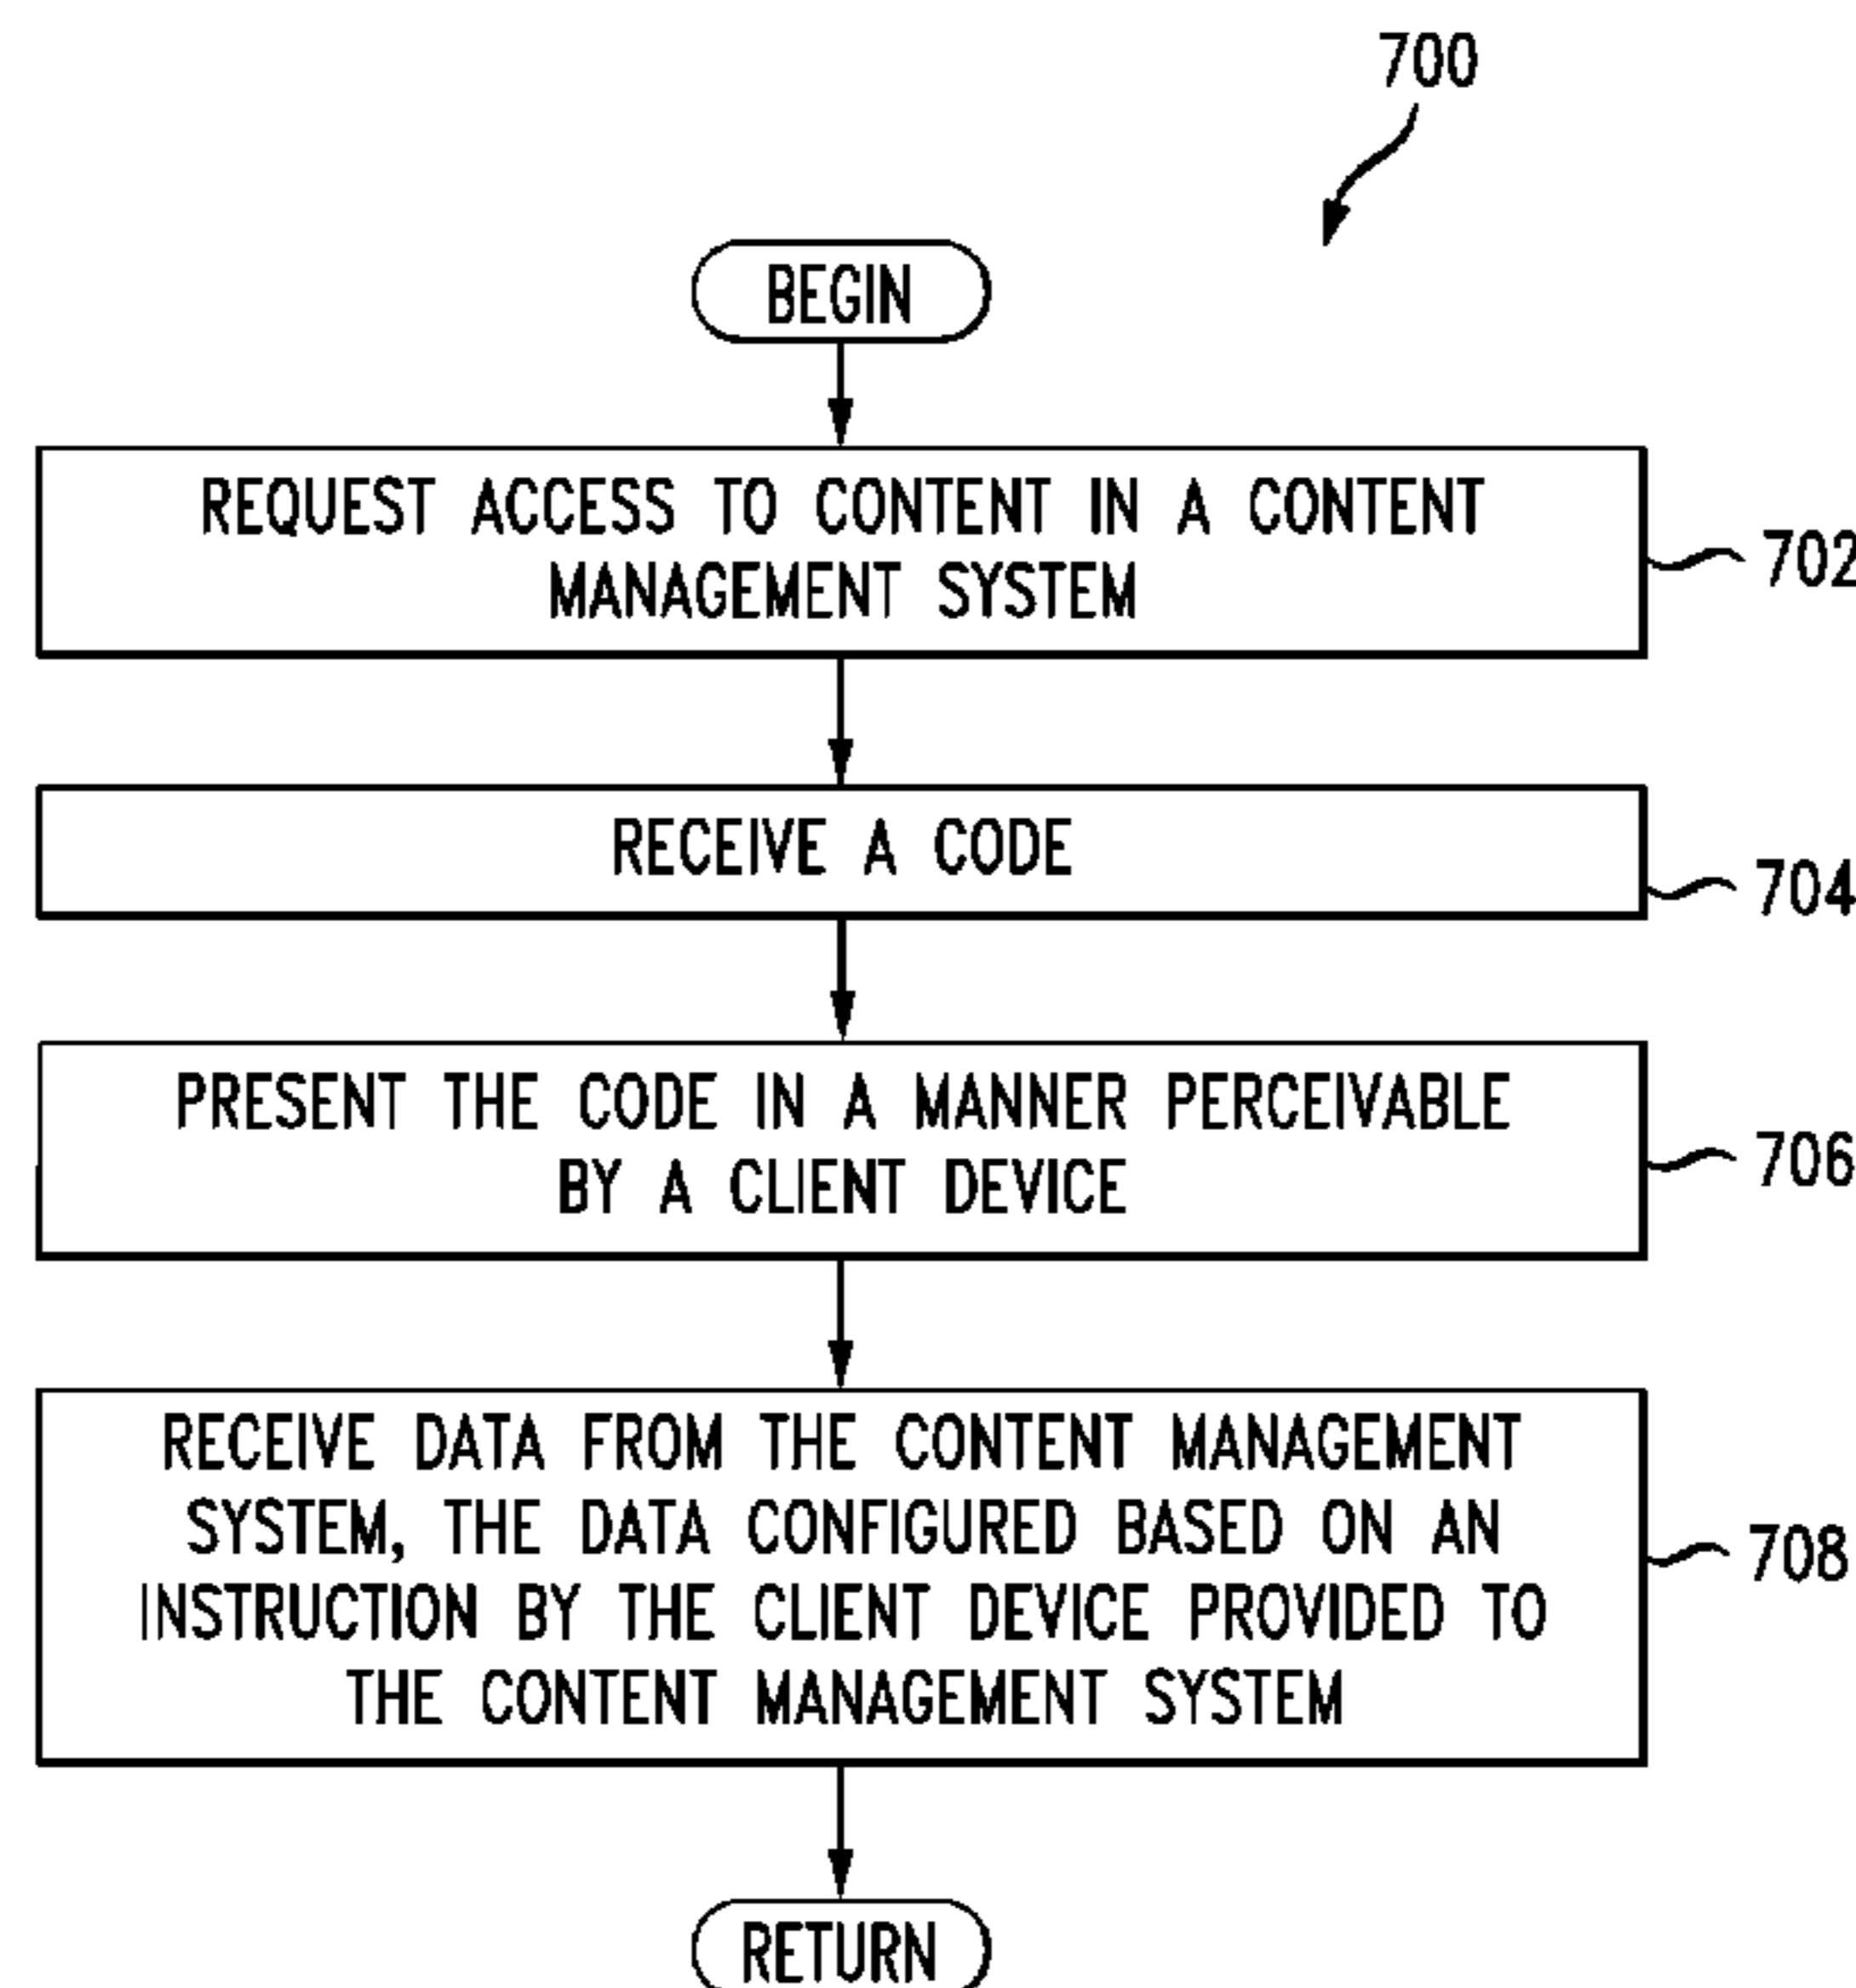 700
BEGIN
REQUEST ACCESS TO CONTENT IN A CONTENT
MANAGEMENT SYSTEM
702
RECEIVE A CODE
704
PRESENT THE CODE IN A MANNER PERCEIVABLE
BY A CLIENT DEVICE
706
RECEIVE DATA FROM THE CONTENT MANAGEMENT
SYSTEM, THE DATA CONFIGURED BASED ON AN
INSTRUCTION BY THE CLIENT DEVICE PROVIDED TO
THE CONTENT MANAGEMENT SYSTEM
708
RETURN